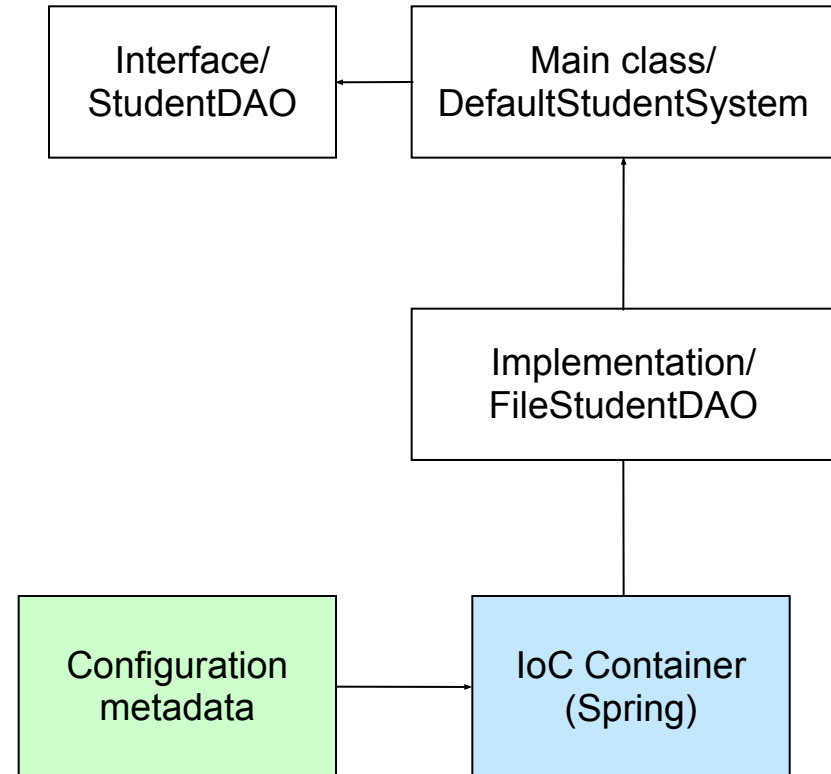 Interface/
StudentDAO
Main class/
DefaultStudentSystem
Implementation/
FileStudentDAO
Configuration
metadata
IoC Container
(Spring)